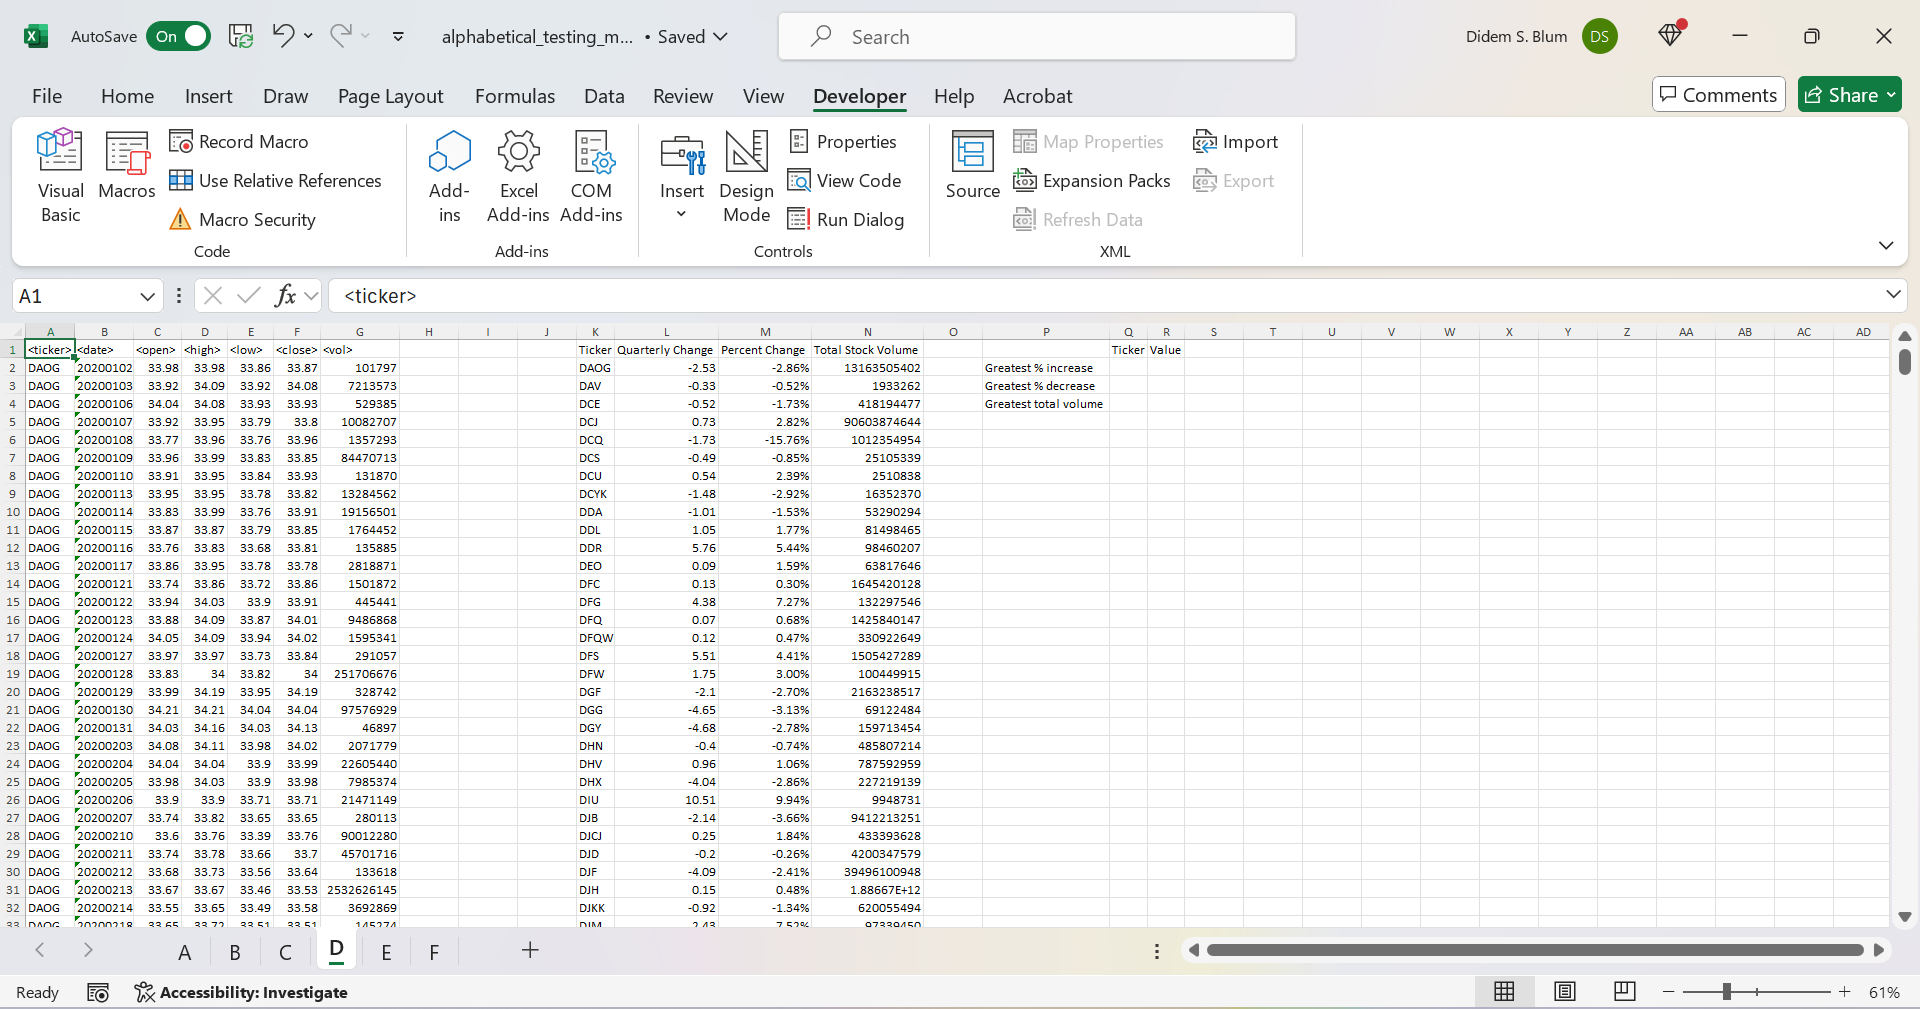 AutoSave On alphabetical_testing_m... • Saved Search Didem S. Blum DS
File Home Insert Draw Page Layout Formulas Data Review View Developer Help Acrobat Comments Share
Visual Basic Macros Record Macro Use Relative References Macro Security Code
Add-ins Excel Add-ins COM Add-ins Add-ins
Insert Design Mode Properties View Code Run Dialog Controls
Source Map Properties Expansion Packs Refresh Data Import Export XML
A1 fx <ticker>
A B C D E F G H I J K L M N O P Q R S T U V W X Y Z AA AB AC AD
1 <ticker> <date> <open> <high> <low> <close> <vol> Ticker Quarterly Change Percent Change Total Stock Volume Ticker Value
2 DAOG 20200102 33.98 33.98 33.86 33.87 101797 DAOG -2.53 -2.86% 13163505402 Greatest % increase
3 DAOG 20200103 33.92 34.09 33.92 34.08 7213573 DAV -0.33 -0.52% 1933262 Greatest % decrease
4 DAOG 20200106 34.04 34.08 33.93 33.93 529385 DCE -0.52 -1.73% 418194477 Greatest total volume
5 DAOG 20200107 33.92 33.95 33.79 33.8 10082707 DCJ 0.73 2.82% 90603874644
6 DAOG 20200108 33.77 33.96 33.76 33.96 1357293 DCQ -1.73 -15.76% 1012354954
7 DAOG 20200109 33.96 33.99 33.83 33.85 84470713 DCS -0.49 -0.85% 25105339
8 DAOG 20200110 33.91 33.95 33.84 33.93 131870 DCU 0.54 2.39% 2510838
9 DAOG 20200113 33.95 33.95 33.78 33.82 13284562 DCYK -1.48 -2.92% 16352370
10 DAOG 20200114 33.83 33.99 33.76 33.91 19156501 DDA -1.01 -1.53% 53290294
11 DAOG 20200115 33.87 33.87 33.79 33.85 1764452 DDL 1.05 1.77% 81498465
12 DAOG 20200116 33.76 33.83 33.68 33.81 135885 DDR 5.76 5.44% 98460207
13 DAOG 20200117 33.86 33.95 33.78 33.78 2818871 DEO 0.09 1.59% 63817646
14 DAOG 20200121 33.74 33.86 33.72 33.86 1501872 DFC 0.13 0.30% 1645420128
15 DAOG 20200122 33.94 34.03 33.9 33.91 445441 DFG 4.38 7.27% 132297546
16 DAOG 20200123 33.88 34.09 33.87 34.01 9486868 DFQ 0.07 0.68% 1425840147
17 DAOG 20200124 34.05 34.09 33.94 34.02 1595341 DFQW 0.12 0.47% 330922649
18 DAOG 20200127 33.97 33.97 33.73 33.84 291057 DFS 5.51 4.41% 1505427289
19 DAOG 20200128 33.83 34 33.82 34 251706676 DFW 1.75 3.00% 100449915
20 DAOG 20200129 33.99 34.19 33.95 34.19 328742 DGF -2.1 -2.70% 2163238517
21 DAOG 20200130 34.21 34.21 34.04 34.04 97576929 DGG -4.65 -3.13% 69122484
22 DAOG 20200131 34.03 34.16 34.03 34.13 46897 DGY -4.68 -2.78% 159713454
23 DAOG 20200203 34.08 34.11 33.98 34.02 2071779 DHN -0.4 -0.74% 485807214
24 DAOG 20200204 34.04 34.04 33.9 33.99 22605440 DHV 0.96 1.06% 787592959
25 DAOG 20200205 33.98 34.03 33.9 33.98 7985374 DHX -4.04 -2.86% 227219139
26 DAOG 20200206 33.9 33.9 33.71 33.71 21471149 DIU 10.51 9.94% 9948731
27 DAOG 20200207 33.74 33.82 33.65 33.65 280113 DJB -2.14 -3.66% 9412213251
28 DAOG 20200210 33.6 33.76 33.39 33.76 90012280 DJCJ 0.25 1.84% 433393628
29 DAOG 20200211 33.74 33.78 33.66 33.7 45701716 DJD -0.2 -0.26% 4200347579
30 DAOG 20200212 33.68 33.73 33.56 33.64 133618 DJF -4.09 -2.41% 39496100948
31 DAOG 20200213 33.67 33.67 33.46 33.53 2532626145 DJH 0.15 0.48% 1.88667E+12
32 DAOG 20200214 33.55 33.65 33.49 33.58 3692869 DJKK -0.92 -1.34% 620055494
33 DAOG 20200218 33.65 33.72 33.51 33.51 145274 DJM 2.43 7.52% 97339450
A B C D E F
Ready Accessibility: Investigate 61%